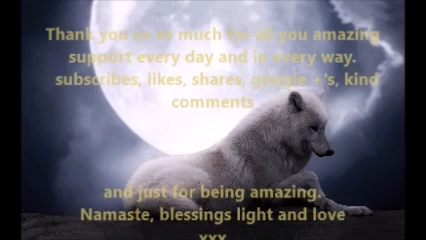 Thank you so so much for all you amazing
support every day and in every way.
subscribes, likes, shares, google +'s, kind
comments
and just for being amazing.
Namaste, blessings light and love
xxx